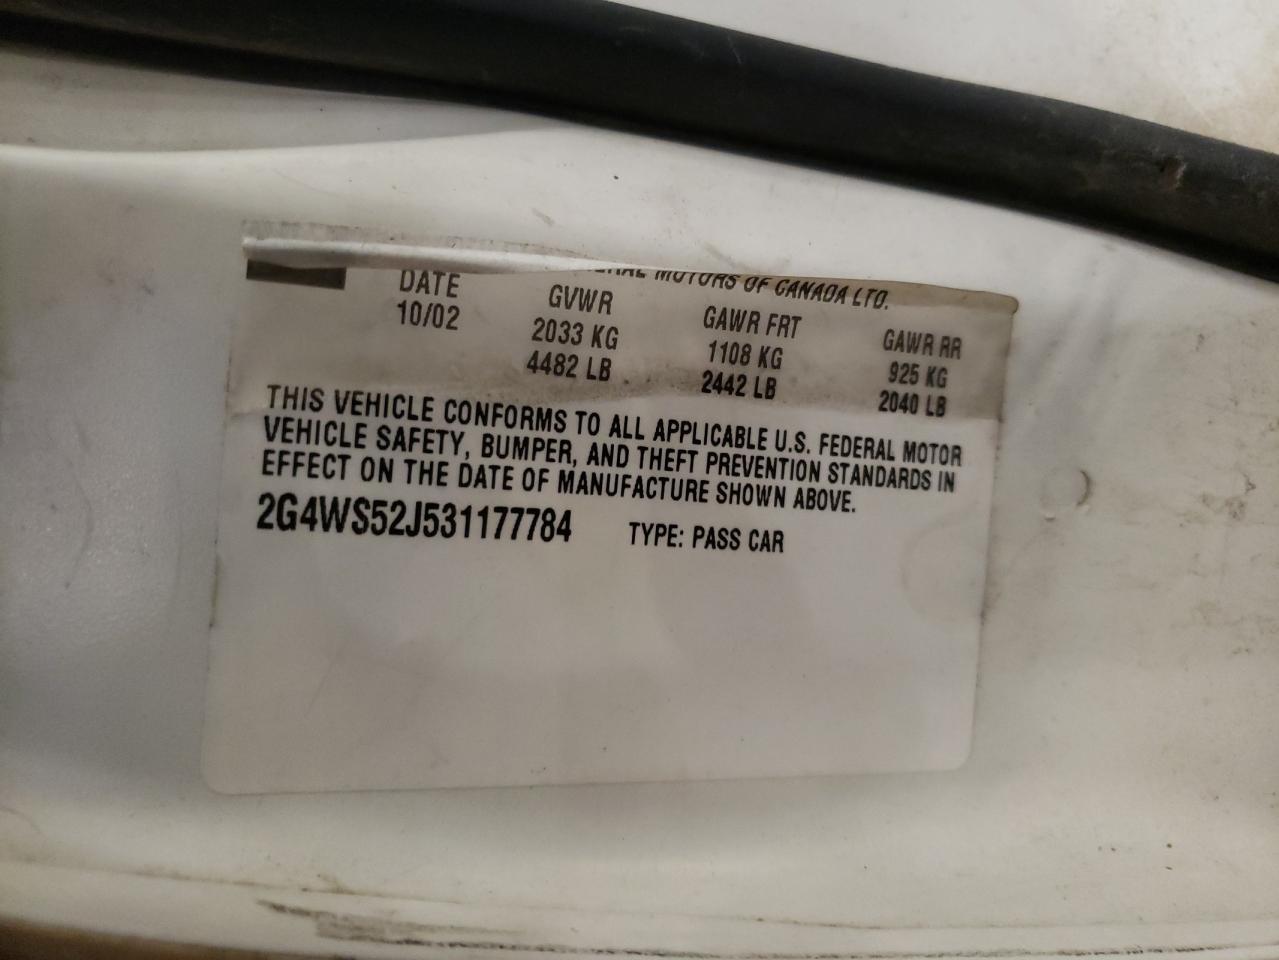 MOTORS OF CANADA LTD.
DATE GVWR GAWR FRT GAWR RR
10/02 2033 KG 1108 KG 925 KG
4482 LB 2442 LB 2040 LB
THIS VEHICLE CONFORMS TO ALL APPLICABLE U.S. FEDERAL MOTOR
VEHICLE SAFETY, BUMPER, AND THEFT PREVENTION STANDARDS IN
EFFECT ON THE DATE OF MANUFACTURE SHOWN ABOVE.
2G4WS52J531177784 TYPE: PASS CAR